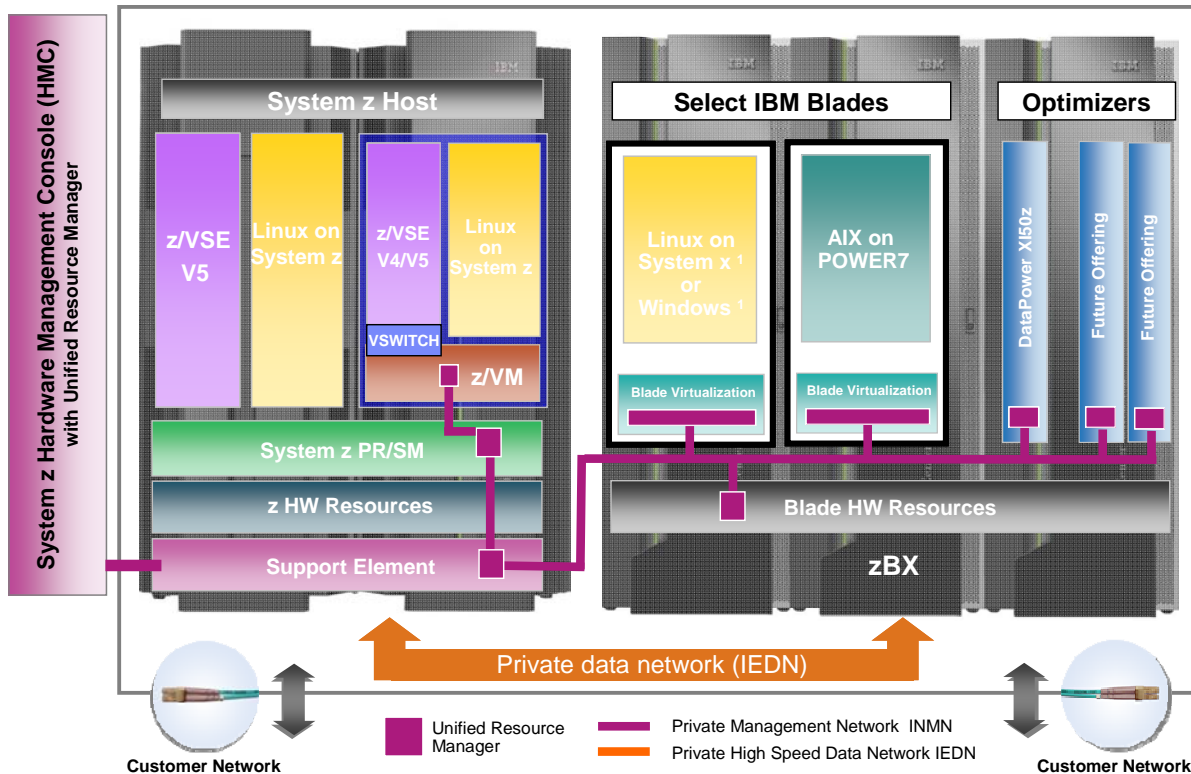 System z Hardware Management Console (HMC)
with Unified Resource Manager
IBM
IBM
IBM
IBM
System z Host
Select IBM Blades
Optimizers
z/VSE
V5
Linux on
System z
z/VSE
V4/V5
Linux
on
System z
VSWITCH
z/VM
Linux on
System x ¹
or
Windows ¹
AIX on
POWER7
DataPower XI50z
Future Offering
Future Offering
Blade Virtualization
Blade Virtualization
System z PR/SM
z HW Resources
Support Element
Blade HW Resources
zBX
Private data network (IEDN)
Customer Network
Unified Resource
Manager
Private Management Network INMN
Private High Speed Data Network IEDN
Customer Network